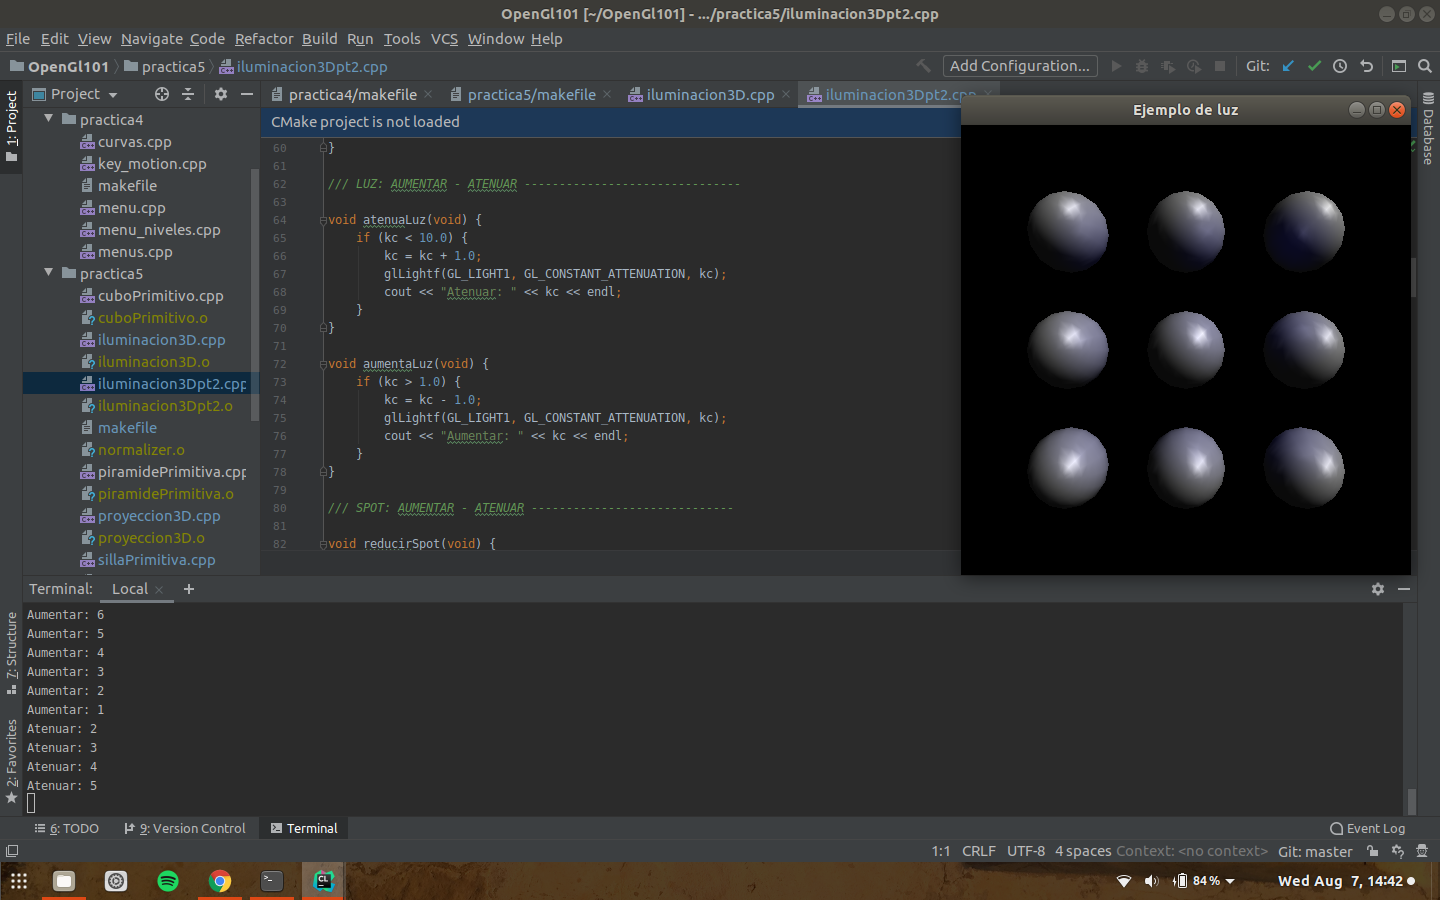 OpenGl101 [~/OpenGl101] - .../practica5/iluminacion3Dpt2.cpp
File Edit View Navigate Code Refactor Build Run Tools VCS Window Help
OpenGl101 practica5 iluminacion3Dpt2.cpp
Add Configuration...
Git:
1: Project
Project
practica4/makefile
practica5/makefile
iluminacion3D.cpp
iluminacion3Dpt2.cpp
CMake project is not loaded
practica4
curvas.cpp
key_motion.cpp
makefile
menu.cpp
menu_niveles.cpp
menus.cpp
practica5
cuboPrimitivo.cpp
cuboPrimitivo.o
iluminacion3D.cpp
iluminacion3D.o
iluminacion3Dpt2.cpp
iluminacion3Dpt2.o
makefile
normalizer.o
piramidePrimitiva.cpp
piramidePrimitiva.o
proyeccion3D.cpp
proyeccion3D.o
sillaPrimitiva.cpp
60 }
61
62 /// LUZ: AUMENTAR - ATENUAR -------------------------------
63
64 void atenuaLuz(void) {
65 if (kc < 10.0) {
66 kc = kc + 1.0;
67 glLightf(GL_LIGHT1, GL_CONSTANT_ATTENUATION, kc);
68 cout << "Atenuar: " << kc << endl;
69 }
70 }
71
72 void aumentaLuz(void) {
73 if (kc > 1.0) {
74 kc = kc - 1.0;
75 glLightf(GL_LIGHT1, GL_CONSTANT_ATTENUATION, kc);
76 cout << "Aumentar: " << kc << endl;
77 }
78 }
79
80 /// SPOT: AUMENTAR - ATENUAR -----------------------------
81
82 void reducirSpot(void) {
Ejemplo de luz
Database
Terminal: Local +
Aumentar: 6
Aumentar: 5
Aumentar: 4
Aumentar: 3
Aumentar: 2
Aumentar: 1
Atenuar: 2
Atenuar: 3
Atenuar: 4
Atenuar: 5
7: Structure
2: Favorites
6: TODO 9: Version Control Terminal Event Log
1:1 CRLF UTF-8 4 spaces Context: <no context> Git: master
84 % Wed Aug 7, 14:42